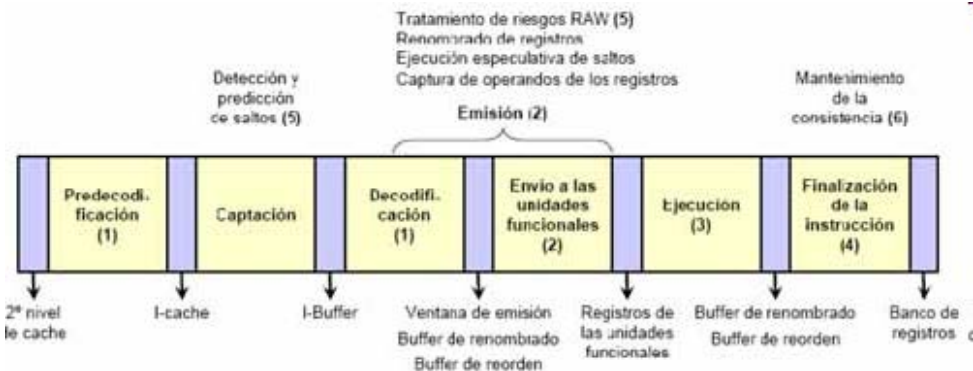 Tratamiento de riesgos RAW (5)
Renombrado de registros
Ejecución especulativa de saltos
Captura de operandos de los registros
Detección y
predicción
de saltos (5)
Emisión (2)
Mantenimiento
de la
consistencia (6)
Predecodi-
ficación
(1)
Captación
Decodifi-
cación
(1)
Envío a las
unidades
funcionales
(2)
Ejecución
(3)
Finalización
de la
instrucción
(4)
2º nivel
de cache
I-cache
I-Buffer
Ventana de emisión
Buffer de renombrado
Buffer de reorden
Registros de
las unidades
funcionales
Buffer de renombrado
Buffer de reorden
Banco de
registros